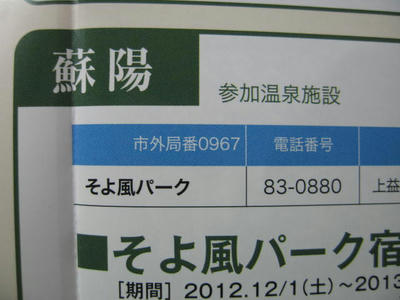 蘇陽
参加温泉施設
市外局番0967 電話番号
そよ風パーク 83-0880 上益
■そよ風パーク宿
[期間] 2012.12/1(土)～2013